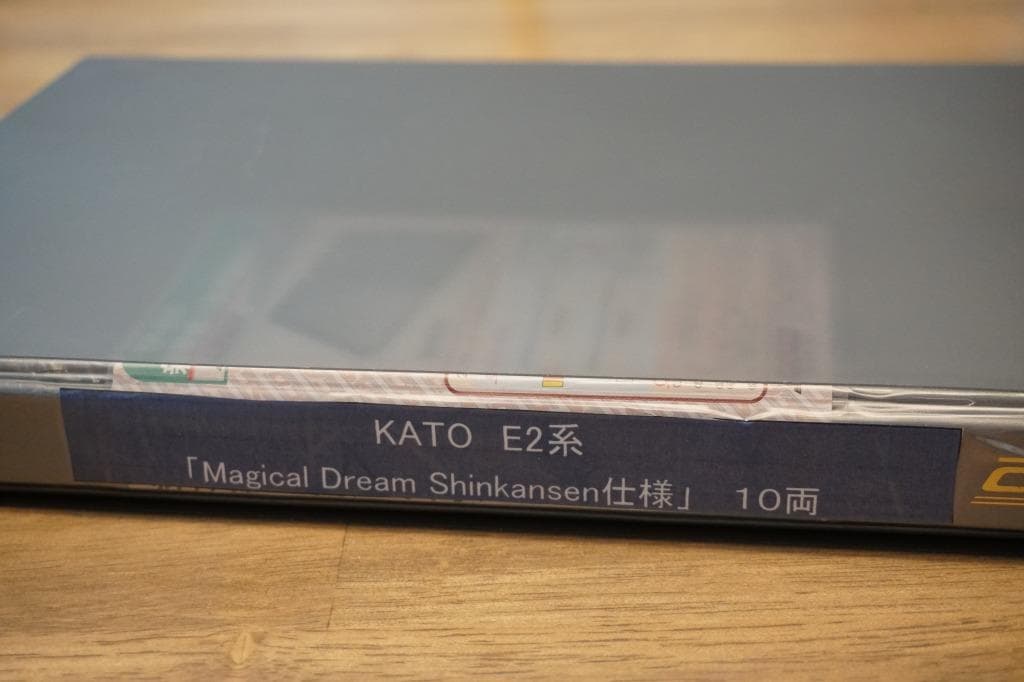 KATO E2系
「Magical Dream Shinkansen仕様」 10両